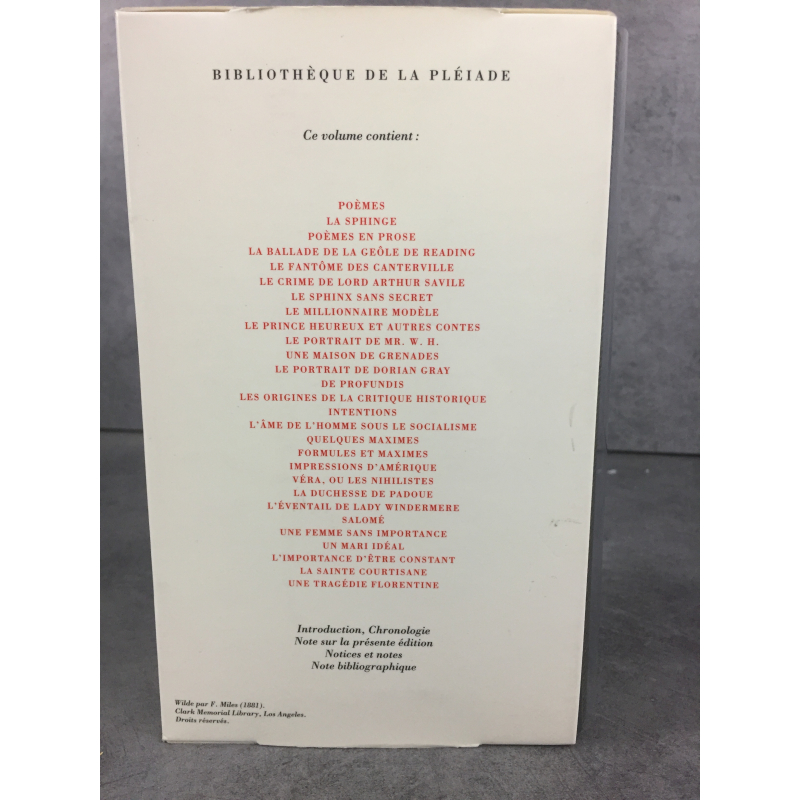 BIBLIOTHÈQUE DE LA PLÉIADE
Ce volume contient :
POÈMES
LA SPHINGE
POÈMES EN PROSE
LA BALLADE DE LA GEÔLE DE READING
LE FANTÔME DES CANTERVILLE
LE CRIME DE LORD ARTHUR SAVILE
LE SPHINX SANS SECRET
LE MILLIONNAIRE MODÈLE
LE PRINCE HEUREUX ET AUTRES CONTES
LE PORTRAIT DE MR. W. H.
UNE MAISON DE GRENADES
LE PORTRAIT DE DORIAN GRAY
DE PROFUNDIS
LES ORIGINES DE LA CRITIQUE HISTORIQUE
INTENTIONS
L'ÂME DE L'HOMME SOUS LE SOCIALISME
QUELQUES MAXIMES
FORMULES ET MAXIMES
IMPRESSIONS D'AMÉRIQUE
VÉRA, OU LES NIHILISTES
LA DUCHESSE DE PADOUE
L'ÉVENTAIL DE LADY WINDERMERE
SALOMÉ
UNE FEMME SANS IMPORTANCE
UN MARI IDÉAL
L'IMPORTANCE D'ÊTRE CONSTANT
LA SAINTE COURTISANE
UNE TRAGÉDIE FLORENTINE
Introduction, Chronologie
Note sur la présente édition
Notices et notes
Note bibliographique
Wilde par F. Miles (1881).
Clark Memorial Library, Los Angeles.
Droits réservés.